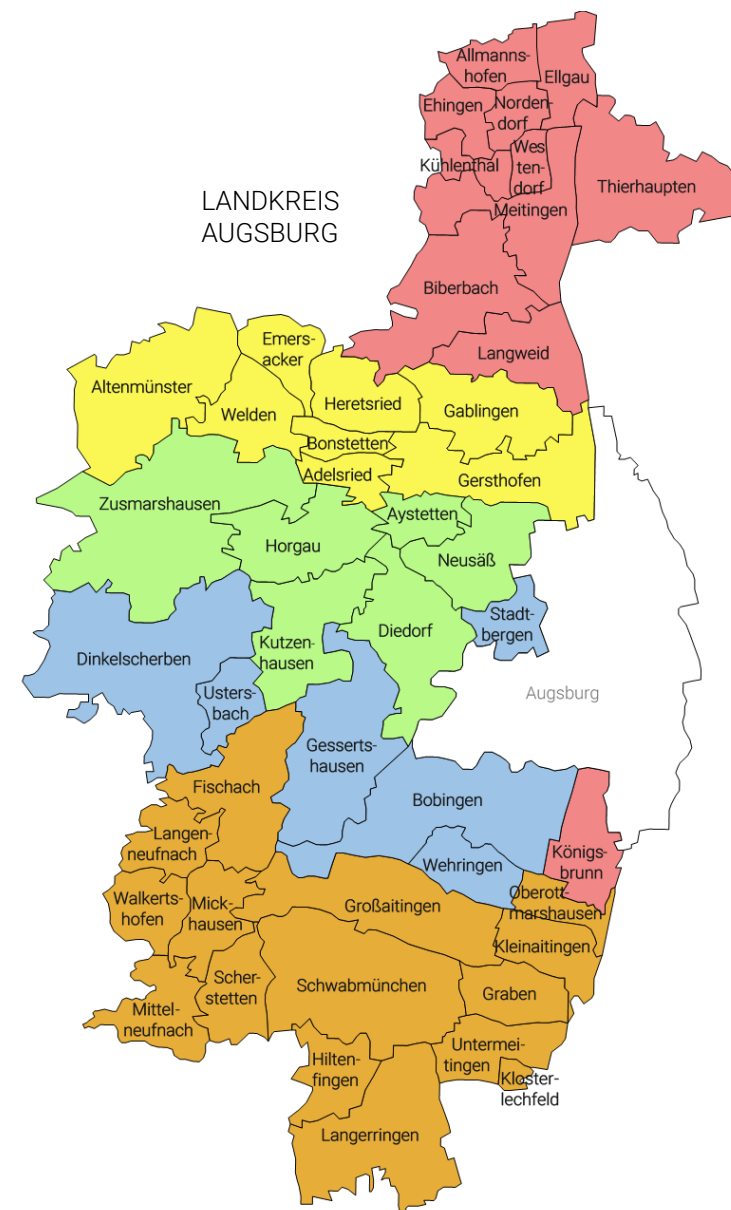 Allmanns-
hofen
Ellgau
Ehingen
Norden-
dorf
Wes
ten-
dorf
Kühlenthal
Thierhaupten
LANDKREIS
AUGSBURG
Meitingen
Biberbach
Langweid
Emers-
acker
Altenmünster
Heretsried
Welden
Gablingen
Bonstetten
Adelsried
Gersthofen
Zusmarshausen
Aystetten
Horgau
Neusäß
Stadt-
bergen
Diedorf
Kutzen-
hausen
Dinkelscherben
Usters-
bach
Augsburg
Gesserts-
hausen
Fischach
Bobingen
Langen-
neufnach
Wehringen
Königs-
brunn
Walkerts-
hofen
Mick-
hausen
Großaitingen
Oberott-
marshausen
Kleinaitingen
Scher-
stetten
Schwabmünchen
Graben
Mittel-
neufnach
Untermei-
tingen
Hilten-
fingen
Kloster-
lechfeld
Langerringen